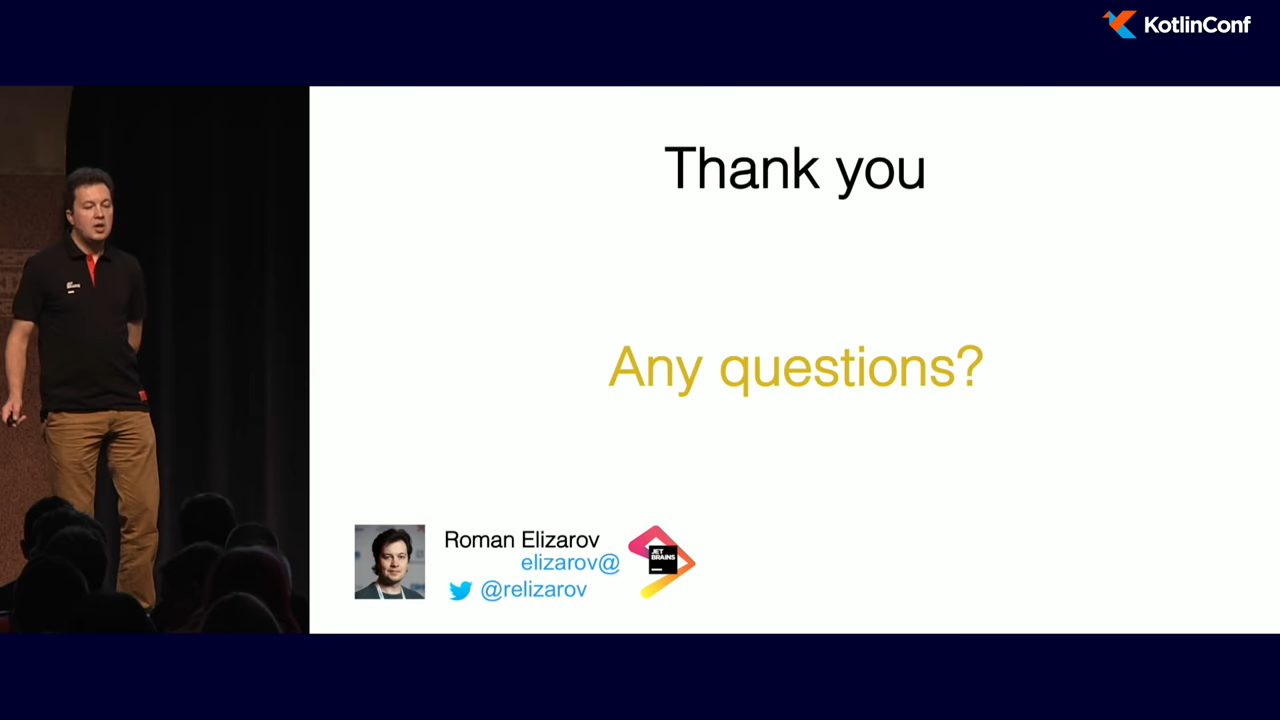 KotlinConf
Thank you
Any questions?
Roman Elizarov
elizarov@
JET
BRAINS
@relizarov